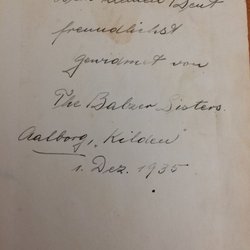 freundlichst
gewidmet von
The Balzer Sisters.
Aalborg, „Kilden"
1. Dez. 1935